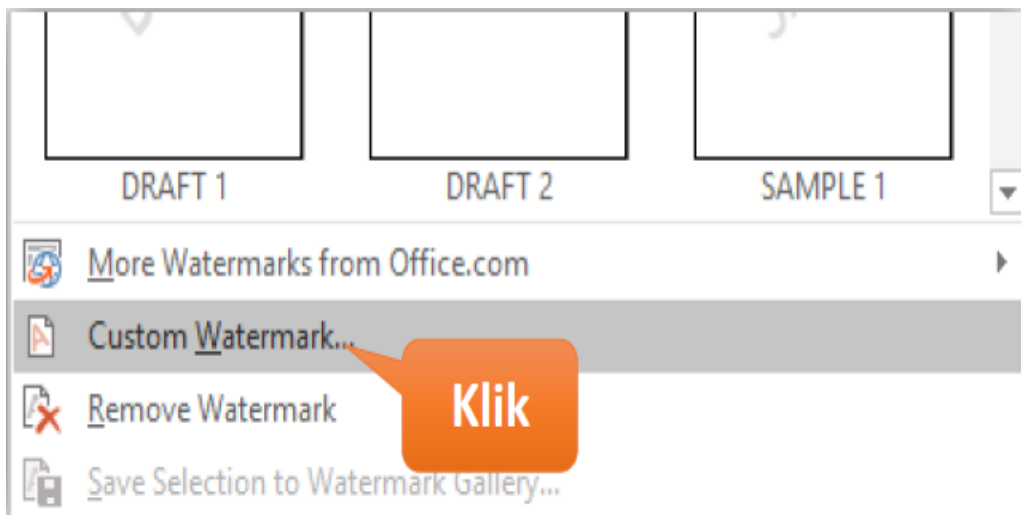 DRAFT 1
DRAFT 2
SAMPLE 1
More Watermarks from Office.com
Custom Watermark...
Klik
Remove Watermark
Save Selection to Watermark Gallery...